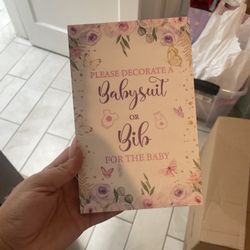 PLEASE DECORATE A
Babysuit
OR
Bib
FOR THE BABY